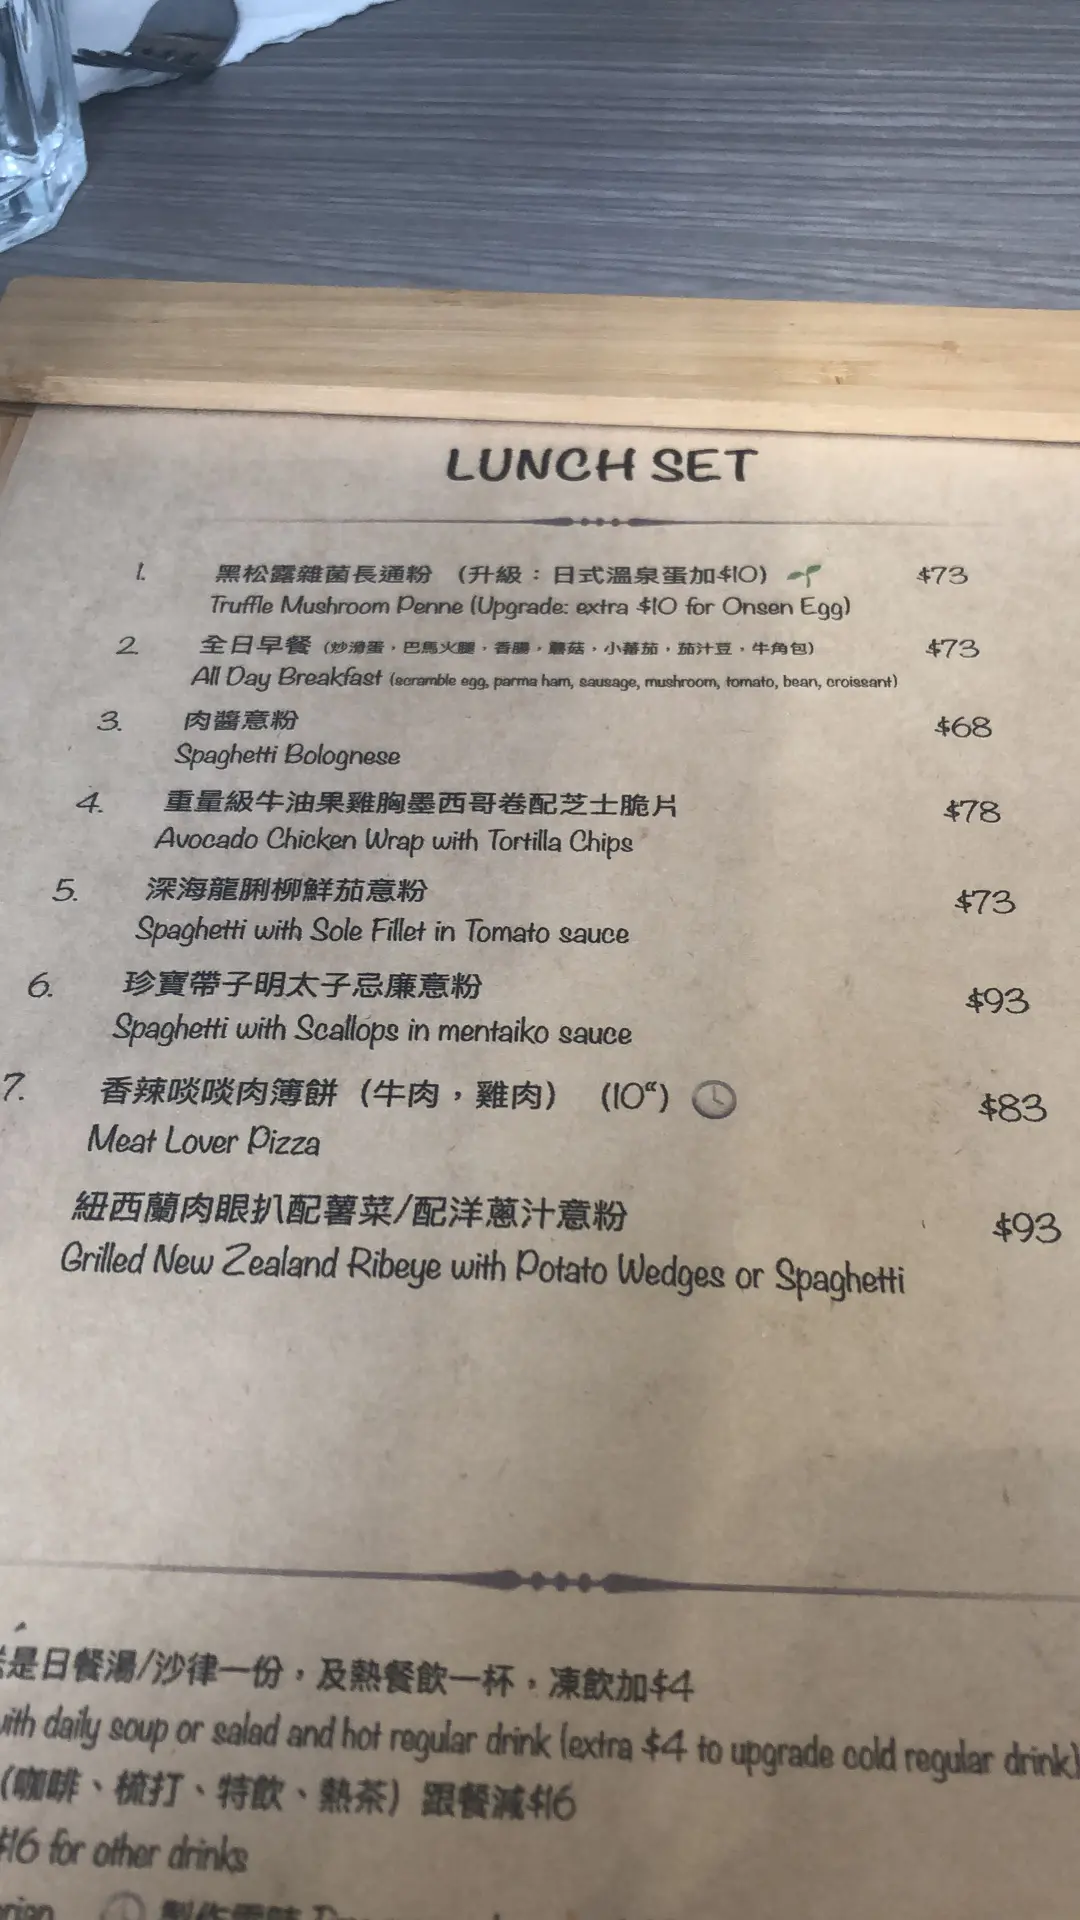 LUNCH SET
1. 黑松露雜菌長通粉 (升級：日式溫泉蛋加$10) $73
Truffle Mushroom Penne (Upgrade: extra $10 for Onsen Egg)
2. 全日早餐 (炒滑蛋，巴馬火腿，香腸，蘑菇，小蕃茄，茄汁豆，牛角包) $73
All Day Breakfast (scramble egg, parma ham, sausage, mushroom, tomato, bean, croissant)
3. 肉醬意粉 $68
Spaghetti Bolognese
4. 重量級牛油果雞胸墨西哥卷配芝士脆片 $78
Avocado Chicken Wrap with Tortilla Chips
5. 深海龍脷柳鮮茄意粉 $73
Spaghetti with Sole Fillet in Tomato sauce
6. 珍寶帶子明太子忌廉意粉 $93
Spaghetti with Scallops in mentaiko sauce
7. 香辣啖啖肉簿餅 (牛肉，雞肉) (10“) $83
Meat Lover Pizza
紐西蘭肉眼扒配薯菜/配洋蔥汁意粉 $93
Grilled New Zealand Ribeye with Potato Wedges or Spaghetti
是日餐湯/沙律一份，及熱餐飲一杯，凍飲加$4
with daily soup or salad and hot regular drink (extra $4 to upgrade cold regular drink)
(咖啡、梳打、特飲、熱茶) 跟餐減$16
$16 for other drinks
製作需時